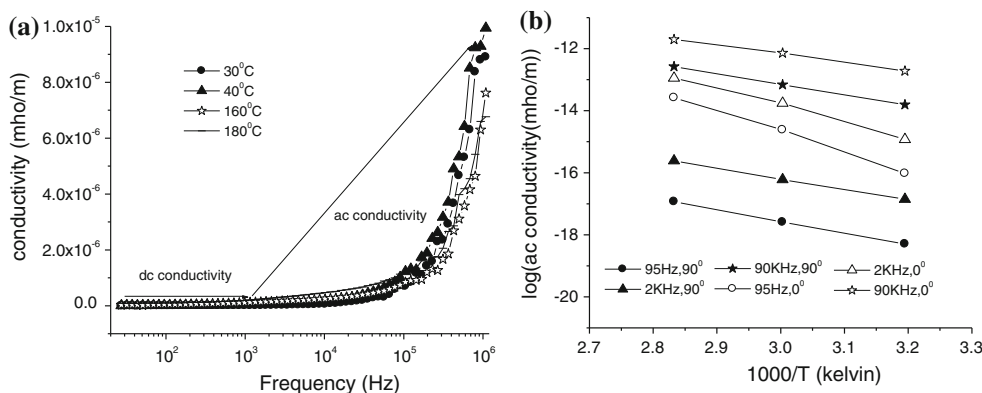 (a)
1.0x10⁻⁵
8.0x10⁻⁶
6.0x10⁻⁶
4.0x10⁻⁶
2.0x10⁻⁶
0.0
conductivity (mho/m)
30⁰C
40⁰C
160⁰C
180⁰C
ac conductivity
dc conductivity
10² 10³ 10⁴ 10⁵ 10⁶
Frequency (Hz)
(b)
-12
-14
-16
-18
-20
log(ac conductivity(mho/m))
95Hz,90⁰ 90KHz,90⁰ 2KHz,0⁰
2KHz,90⁰ 95Hz,0⁰ 90KHz,0⁰
2.7 2.8 2.9 3.0 3.1 3.2 3.3
1000/T (kelvin)